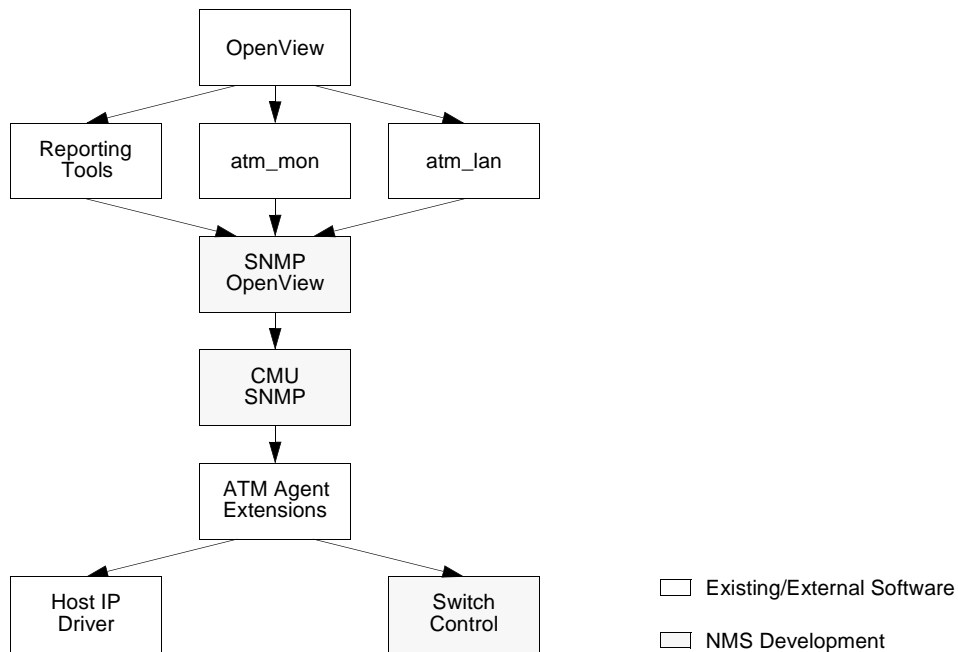 OpenView
Reporting
Tools
atm_mon
atm_lan
SNMP
OpenView
CMU
SNMP
ATM Agent
Extensions
Host IP
Driver
Switch
Control
Existing/External Software
NMS Development